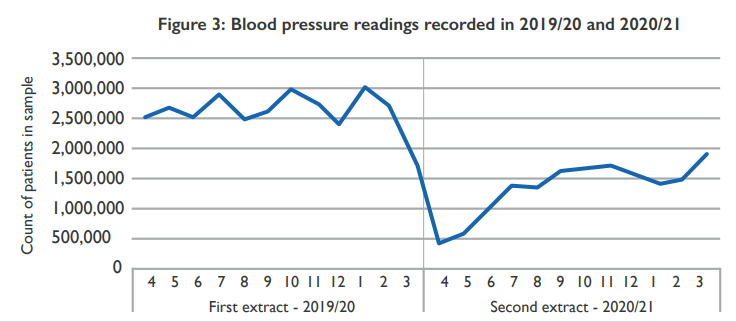 Figure 3: Blood pressure readings recorded in 2019/20 and 2020/21
Count of patients in sample
3,500,000
3,000,000
2,500,000
2,000,000
1,500,000
1,000,000
500,000
0
4 5 6 7 8 9 10 11 12 1 2 3 4 5 6 7 8 9 10 11 12 1 2 3
First extract - 2019/20 Second extract - 2020/21